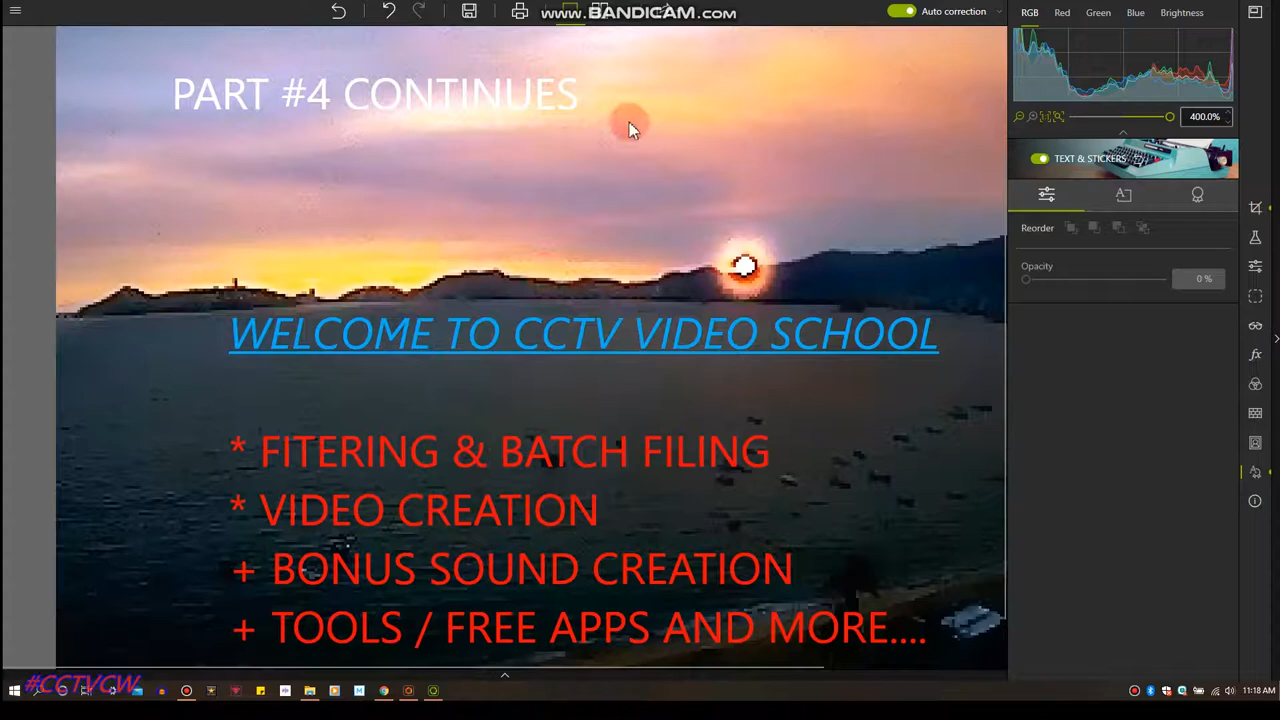 www.BANDICAM.com
Auto correction
RGB Red Green Blue Brightness
PART #4 CONTINUES
400.0%
TEXT & STICKERS
Reorder
Opacity
0 %
WELCOME TO CCTV VIDEO SCHOOL
* FITERING & BATCH FILING
* VIDEO CREATION
+ BONUS SOUND CREATION
+ TOOLS / FREE APPS AND MORE....
#CCTVCW
11:18 AM